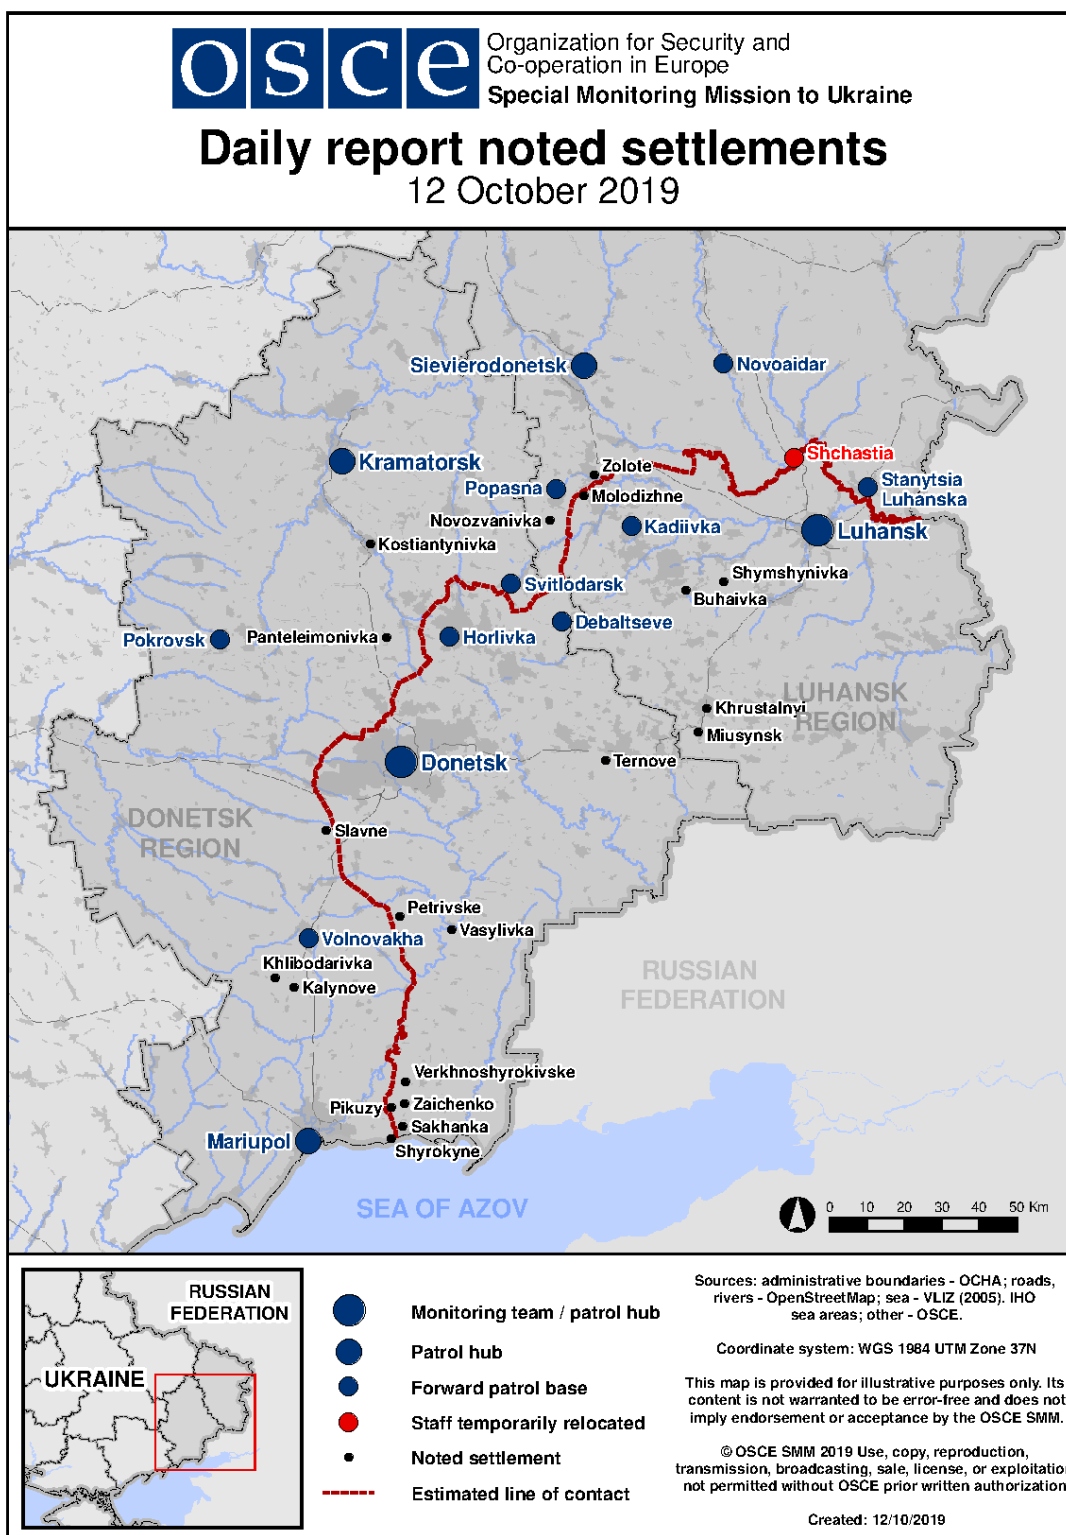 osce
Organization for Security and
Co-operation in Europe
Special Monitoring Mission to Ukraine
Daily report noted settlements
12 October 2019
Sievierodonetsk
Novoaidar
Shchastia
Kramatorsk
Zolote
Stanytsia
Luhanska
Popasna
Molodizhne
Novozvanivka
Kadiivka
Luhansk
Kostiantynivka
Shymshynivka
Svitlodarsk
Buhaivka
Debaltseve
Pokrovsk
Panteleimonivka
Horlivka
LUHANSK
REGION
Khrustalnyi
Miusynsk
Donetsk
Ternove
DONETSK
REGION
Slavne
Petrivske
Vasylivka
Volnovakha
Khlibodarivka
Kalynove
RUSSIAN
FEDERATION
Verkhnoshyrokivske
Pikuzy
Zaichenko
Sakhanka
Mariupol
Shyrokyne
SEA OF AZOV
0 10 20 30 40 50 Km
RUSSIAN
FEDERATION
UKRAINE
Monitoring team / patrol hub
Patrol hub
Forward patrol base
Staff temporarily relocated
Noted settlement
Estimated line of contact
Sources: administrative boundaries - OCHA; roads,
rivers - OpenStreetMap; sea - VLIZ (2005). IHO
sea areas; other - OSCE.
Coordinate system: WGS 1984 UTM Zone 37N
This map is provided for illustrative purposes only. Its
content is not warranted to be error-free and does not
imply endorsement or acceptance by the OSCE SMM.
© OSCE SMM 2019 Use, copy, reproduction,
transmission, broadcasting, sale, license, or exploitation
not permitted without OSCE prior written authorization
Created: 12/10/2019